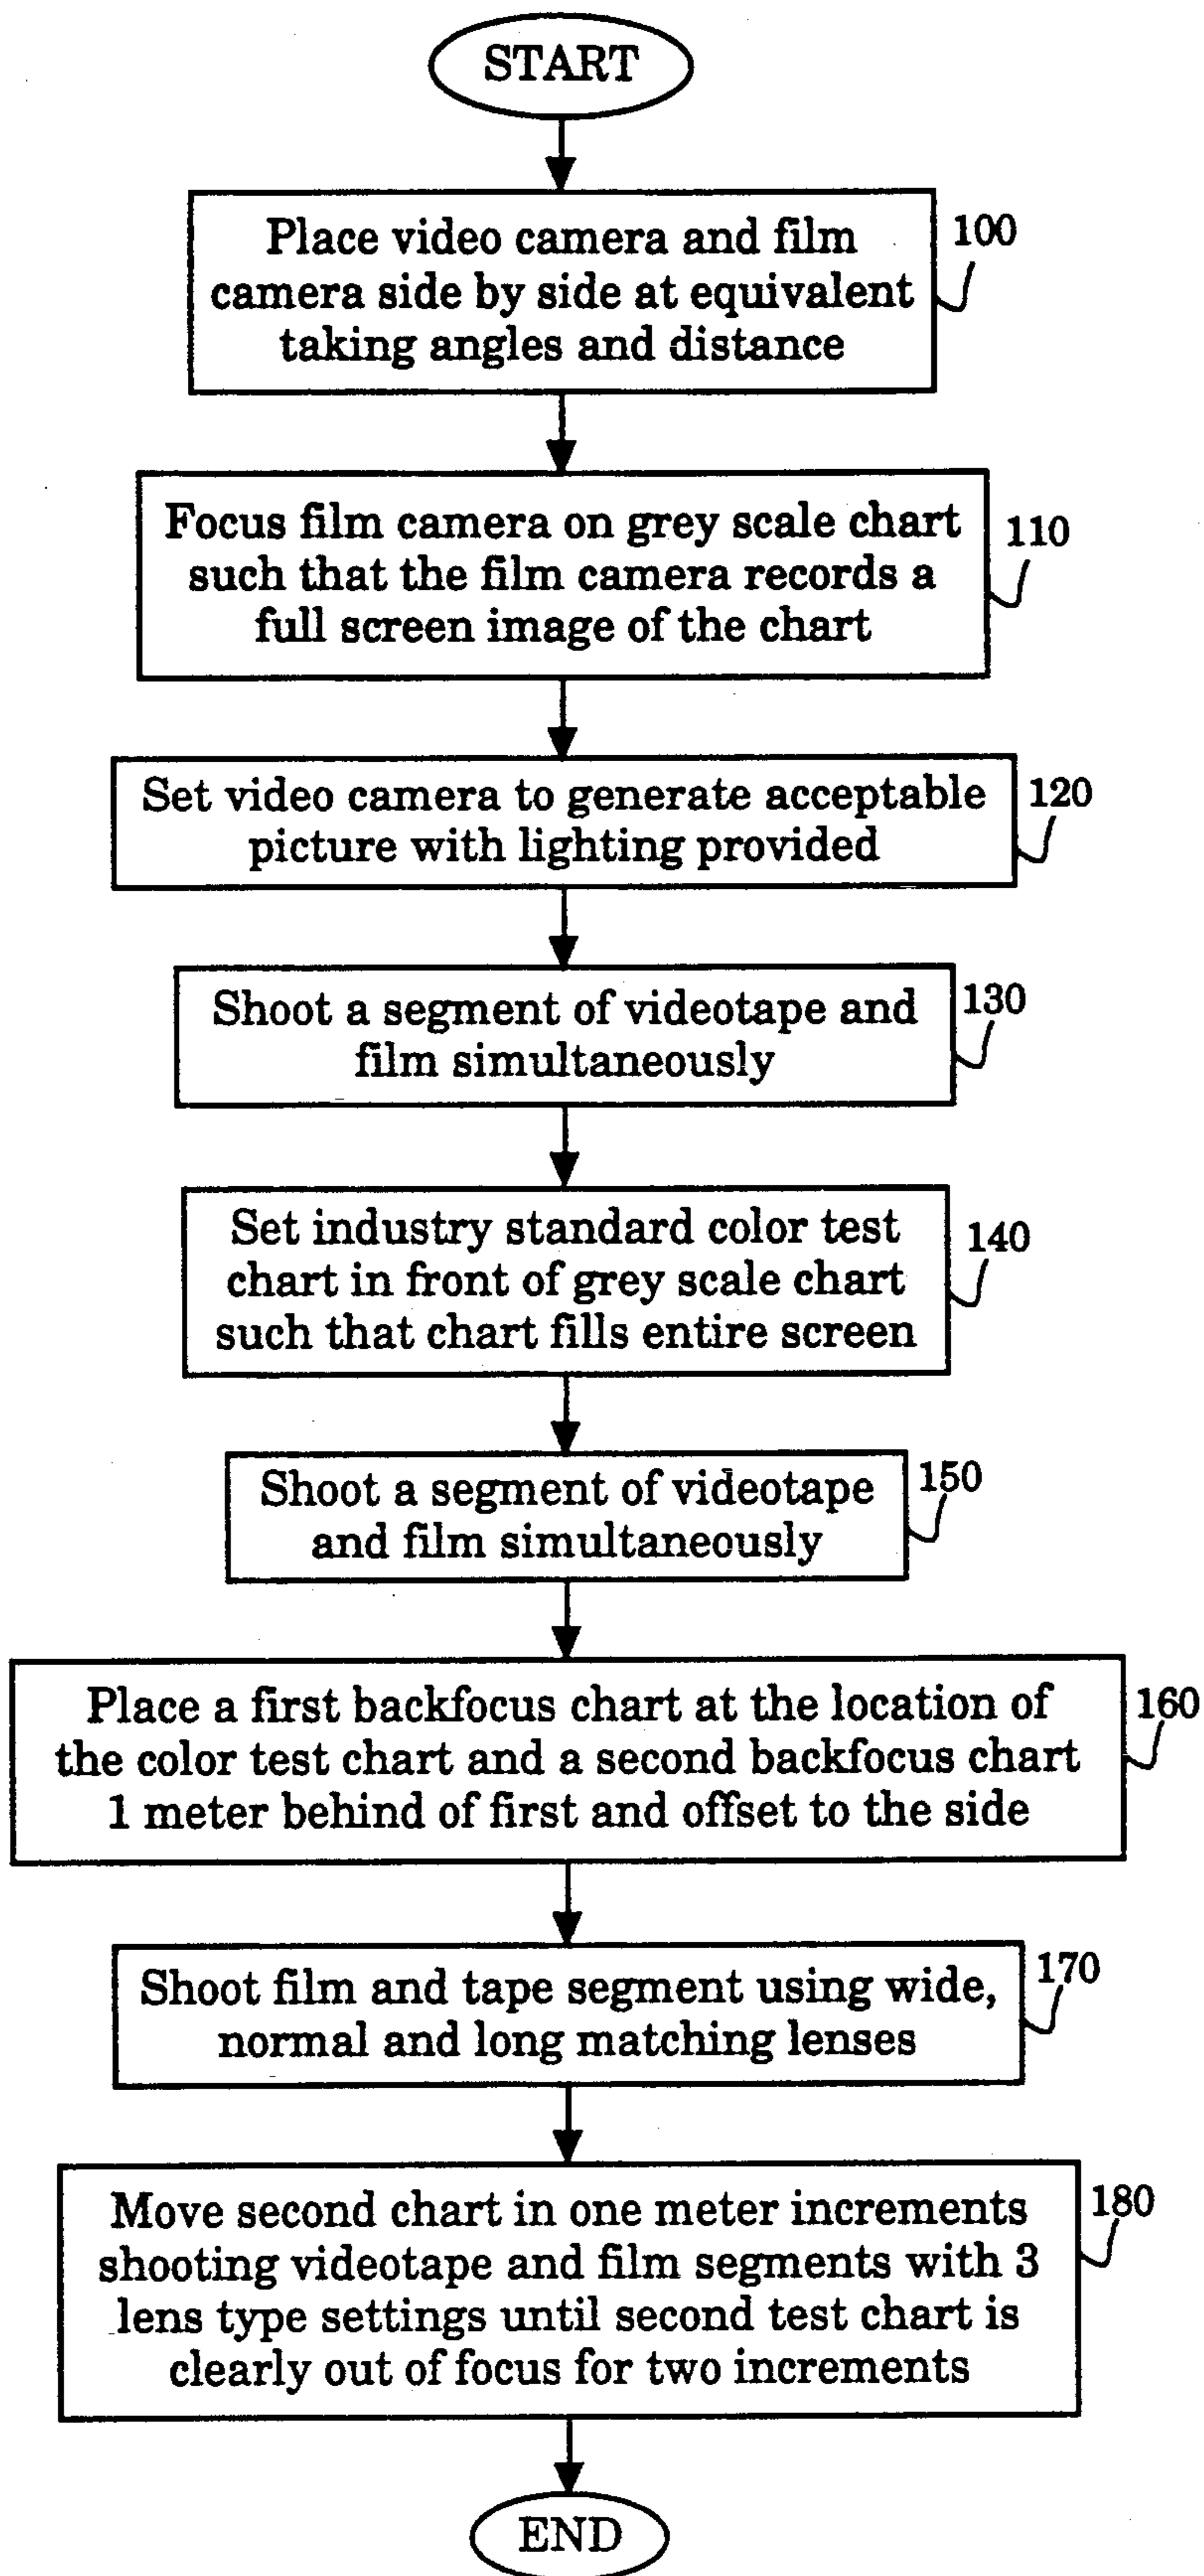 START
Place video camera and film
camera side by side at equivalent
taking angles and distance
100
Focus film camera on grey scale chart
such that the film camera records a
full screen image of the chart
110
Set video camera to generate acceptable
picture with lighting provided
120
Shoot a segment of videotape and
film simultaneously
130
Set industry standard color test
chart in front of grey scale chart
such that chart fills entire screen
140
Shoot a segment of videotape
and film simultaneously
150
Place a first backfocus chart at the location of
the color test chart and a second backfocus chart
1 meter behind of first and offset to the side
160
Shoot film and tape segment using wide,
normal and long matching lenses
170
Move second chart in one meter increments
shooting videotape and film segments with 3
lens type settings until second test chart is
clearly out of focus for two increments
180
END